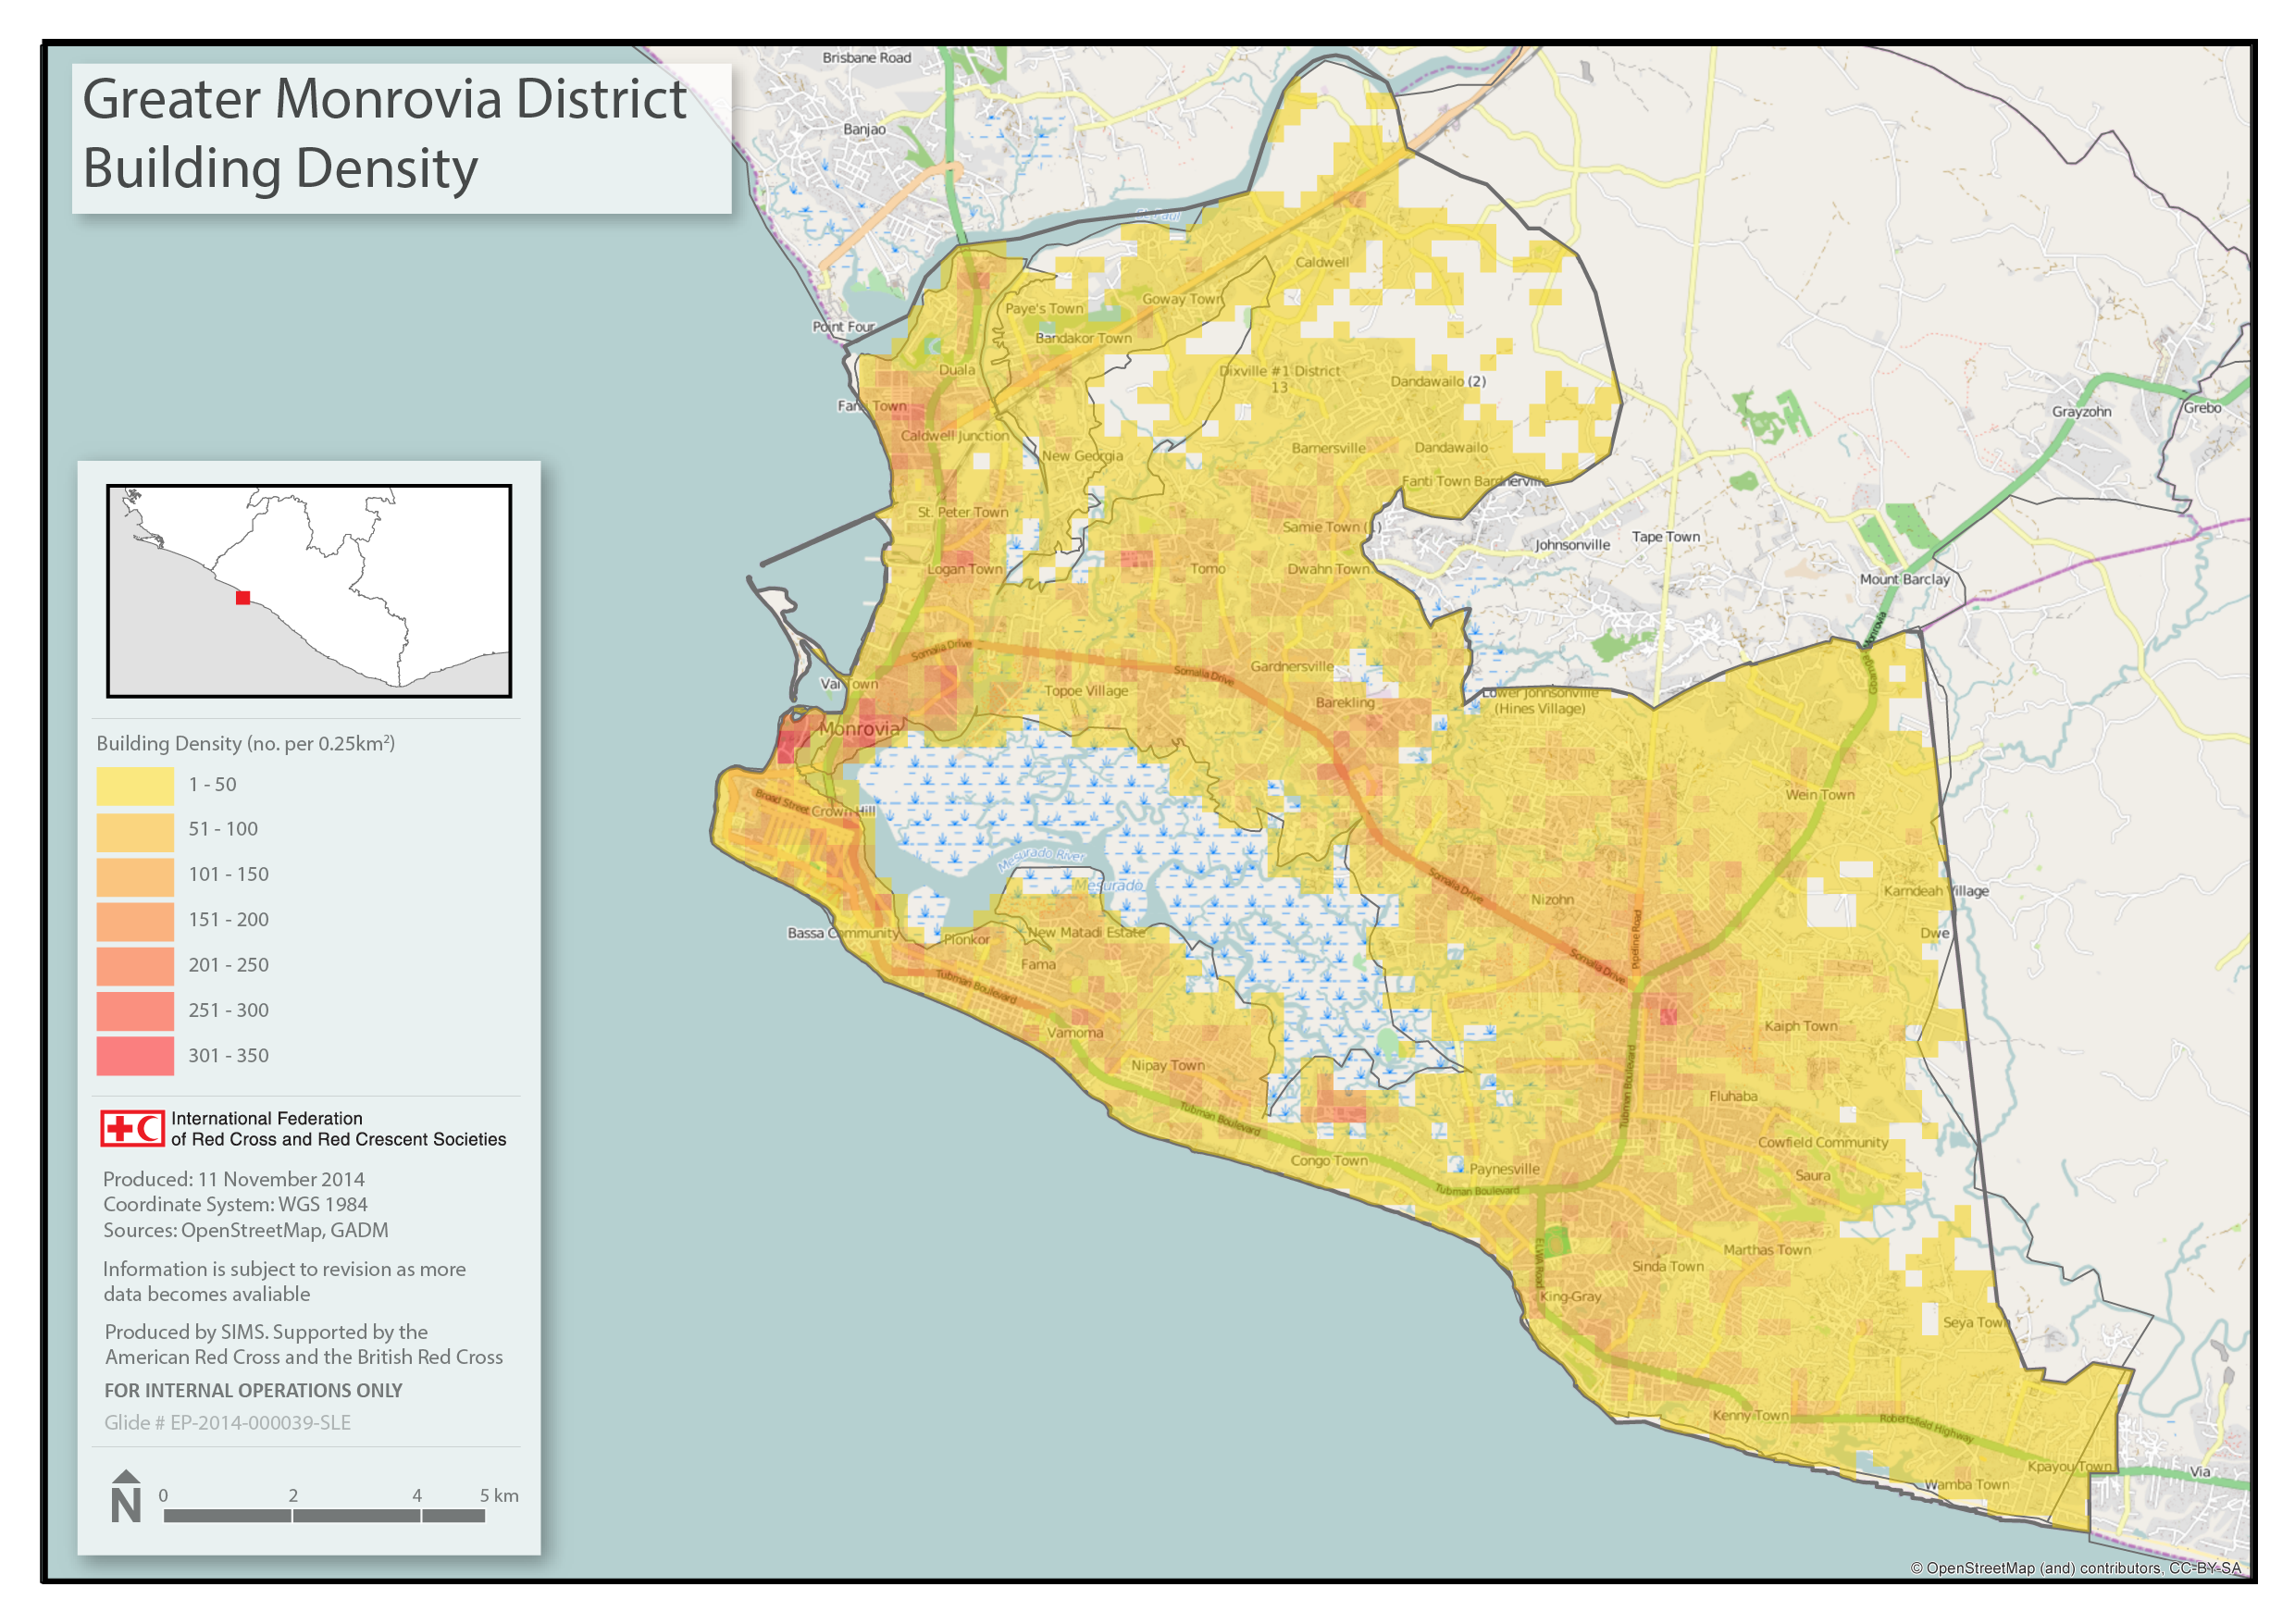 Greater Monrovia District
Building Density
Building Density (no. per 0.25km²)
1 - 50
51 - 100
101 - 150
151 - 200
201 - 250
251 - 300
301 - 350
International Federation
of Red Cross and Red Crescent Societies
Produced: 11 November 2014
Coordinate System: WGS 1984
Sources: OpenStreetMap, GADM
Information is subject to revision as more
data becomes avaliable
Produced by SIMS. Supported by the
American Red Cross and the British Red Cross
FOR INTERNAL OPERATIONS ONLY
Glide # EP-2014-000039-SLE
N
0 2 4 5 km
Brisbane Road
Banjao
Point Four
Caldwell
Goway Town
Paye's Town
Bandakor Town
Duala
Dixville #1 District
13
Dandawailo (2)
Caldwell Junction
New Georgia
Barnersville
Dandawailo
Grayzohn
Grebo
St. Peter Town
Johnsonville
Tape Town
Logan Town
Tomo
Dwahn Town
Mount Barclay
Monrovia
Somalia Drive
Somalia Drive
Gardnersville
Vai Town
Topoe Village
Barekling
Lower Johnsonville
(Hines Village)
Monrovia
Wein Town
Broad Street
Crown Hill
Mesurado River
Mesurado
Somalia Drive
Nizohn
Karndeah Village
Bassa Community
Plonkor
New Matadi Estate
Dwe
Pipeline Road
Fama
Somalia Drive
Tubman Boulevard
Vamoma
Kaiph Town
Nipay Town
Tubman Boulevard
Fluhaba
Tubman Boulevard
Cowfield Community
Congo Town
Paynesville
Saura
Tubman Boulevard
ELWA Road
Marthas Town
Sinda Town
King-Gray
Seya Town
Kenny Town
Robertsfield Highway
Kpayou Town
Via
Wamba Town
© OpenStreetMap (and) contributors, CC-BY-SA